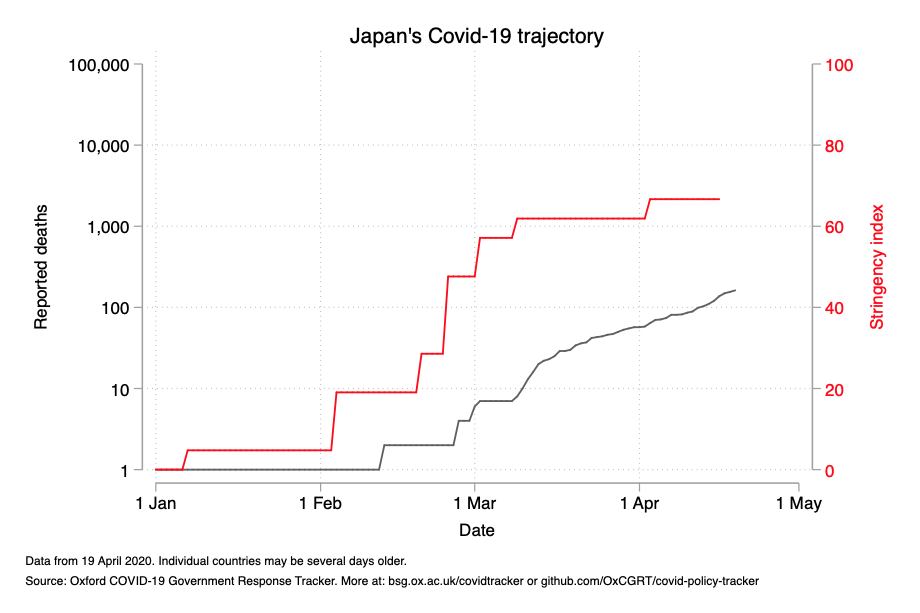 Japan's Covid-19 trajectory
100,000
10,000
1,000
100
10
1
Reported deaths
100
80
60
40
20
0
Stringency index
1 Jan
1 Feb
1 Mar
1 Apr
1 May
Date
Data from 19 April 2020. Individual countries may be several days older.
Source: Oxford COVID-19 Government Response Tracker. More at: bsg.ox.ac.uk/covidtracker or github.com/OxCGRT/covid-policy-tracker